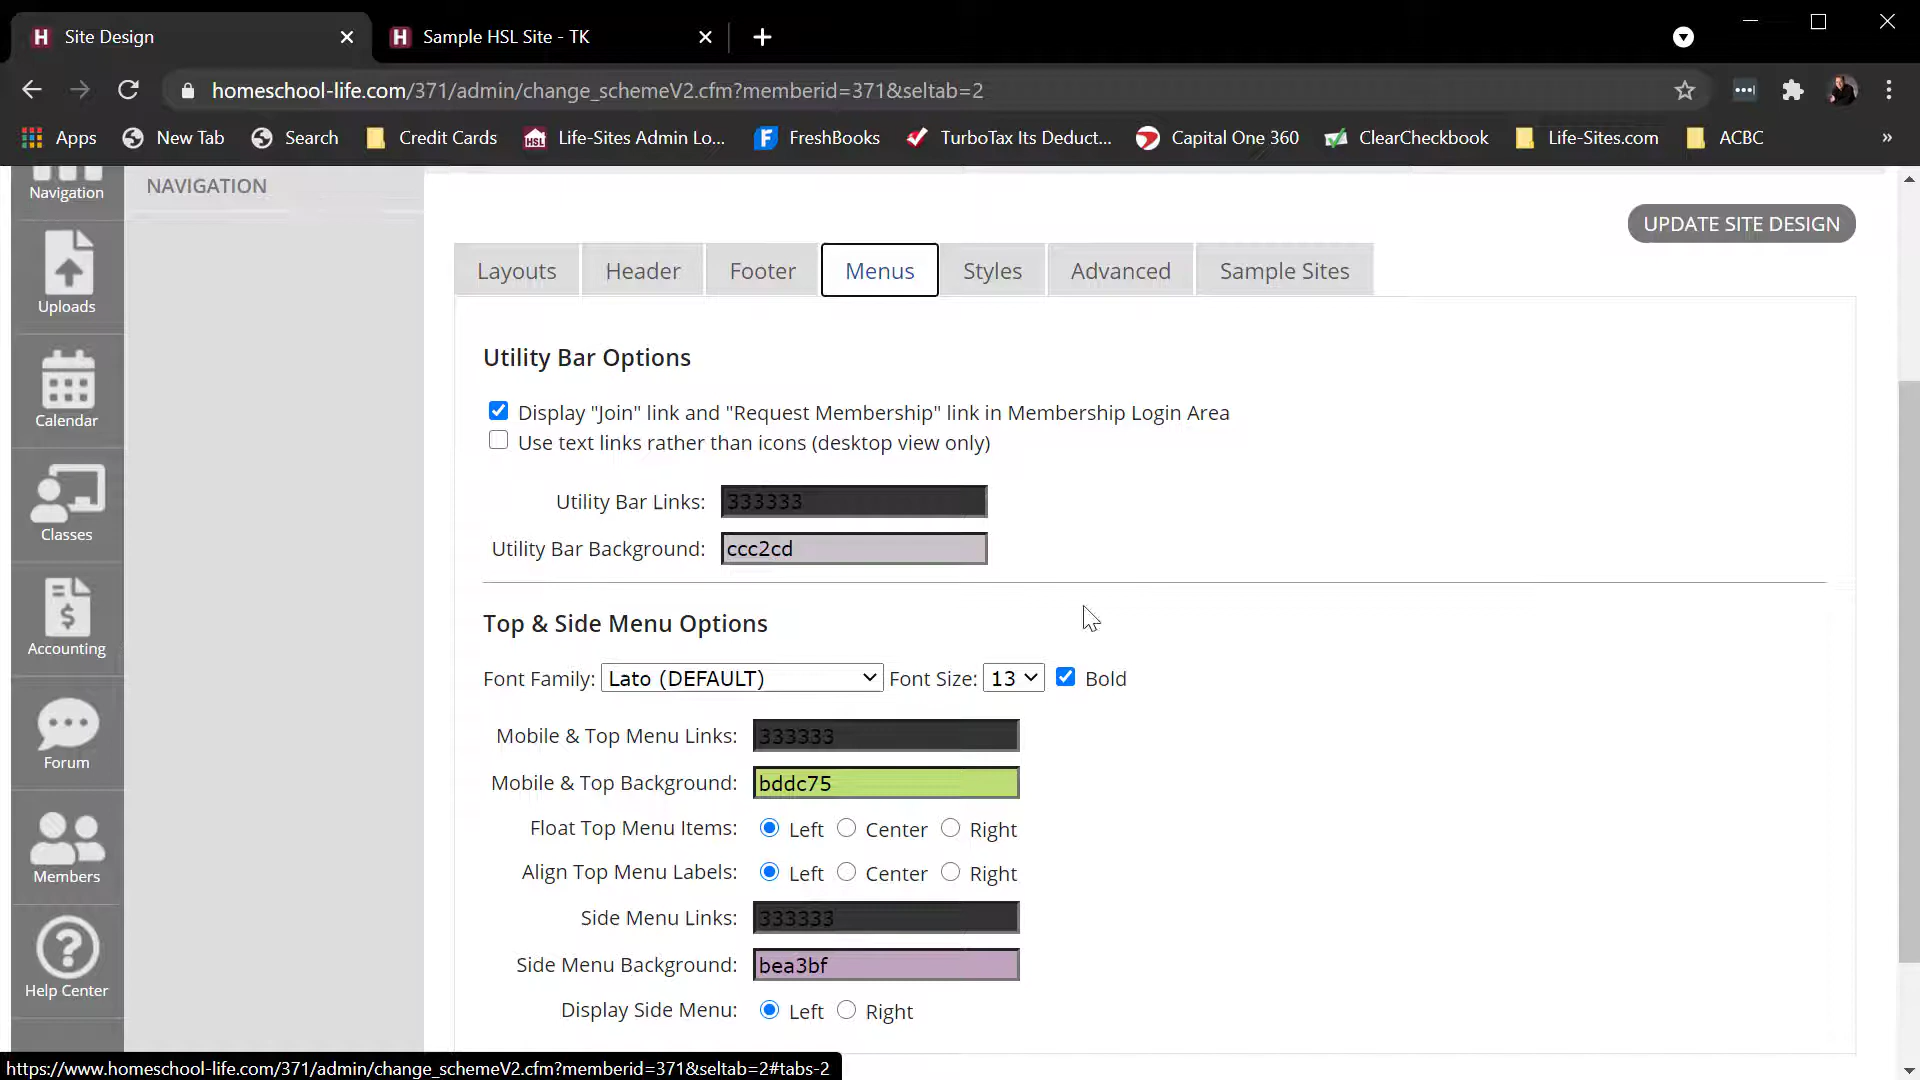 Site Design
Sample HSL Site - TK
homeschool-life.com/371/admin/change_schemeV2.cfm?memberid=371&seltab=2
Apps
New Tab
Search
Credit Cards
Life-Sites Admin Lo...
FreshBooks
TurboTax Its Deduct...
Capital One 360
ClearCheckbook
Life-Sites.com
ACBC
»
Navigation
NAVIGATION
UPDATE SITE DESIGN
Layouts
Header
Footer
Menus
Styles
Advanced
Sample Sites
Uploads
Calendar
Classes
Accounting
Forum
Members
Help Center
Utility Bar Options
Display "Join" link and "Request Membership" link in Membership Login Area
Use text links rather than icons (desktop view only)
Utility Bar Links: 333333
Utility Bar Background: ccc2cd
Top & Side Menu Options
Font Family: Lato (DEFAULT) Font Size: 13 Bold
Mobile & Top Menu Links: 333333
Mobile & Top Background: bddc75
Float Top Menu Items: Left Center Right
Align Top Menu Labels: Left Center Right
Side Menu Links: 333333
Side Menu Background: bea3bf
Display Side Menu: Left Right
https://www.homeschool-life.com/371/admin/change_schemeV2.cfm?memberid=371&seltab=2#tabs-2